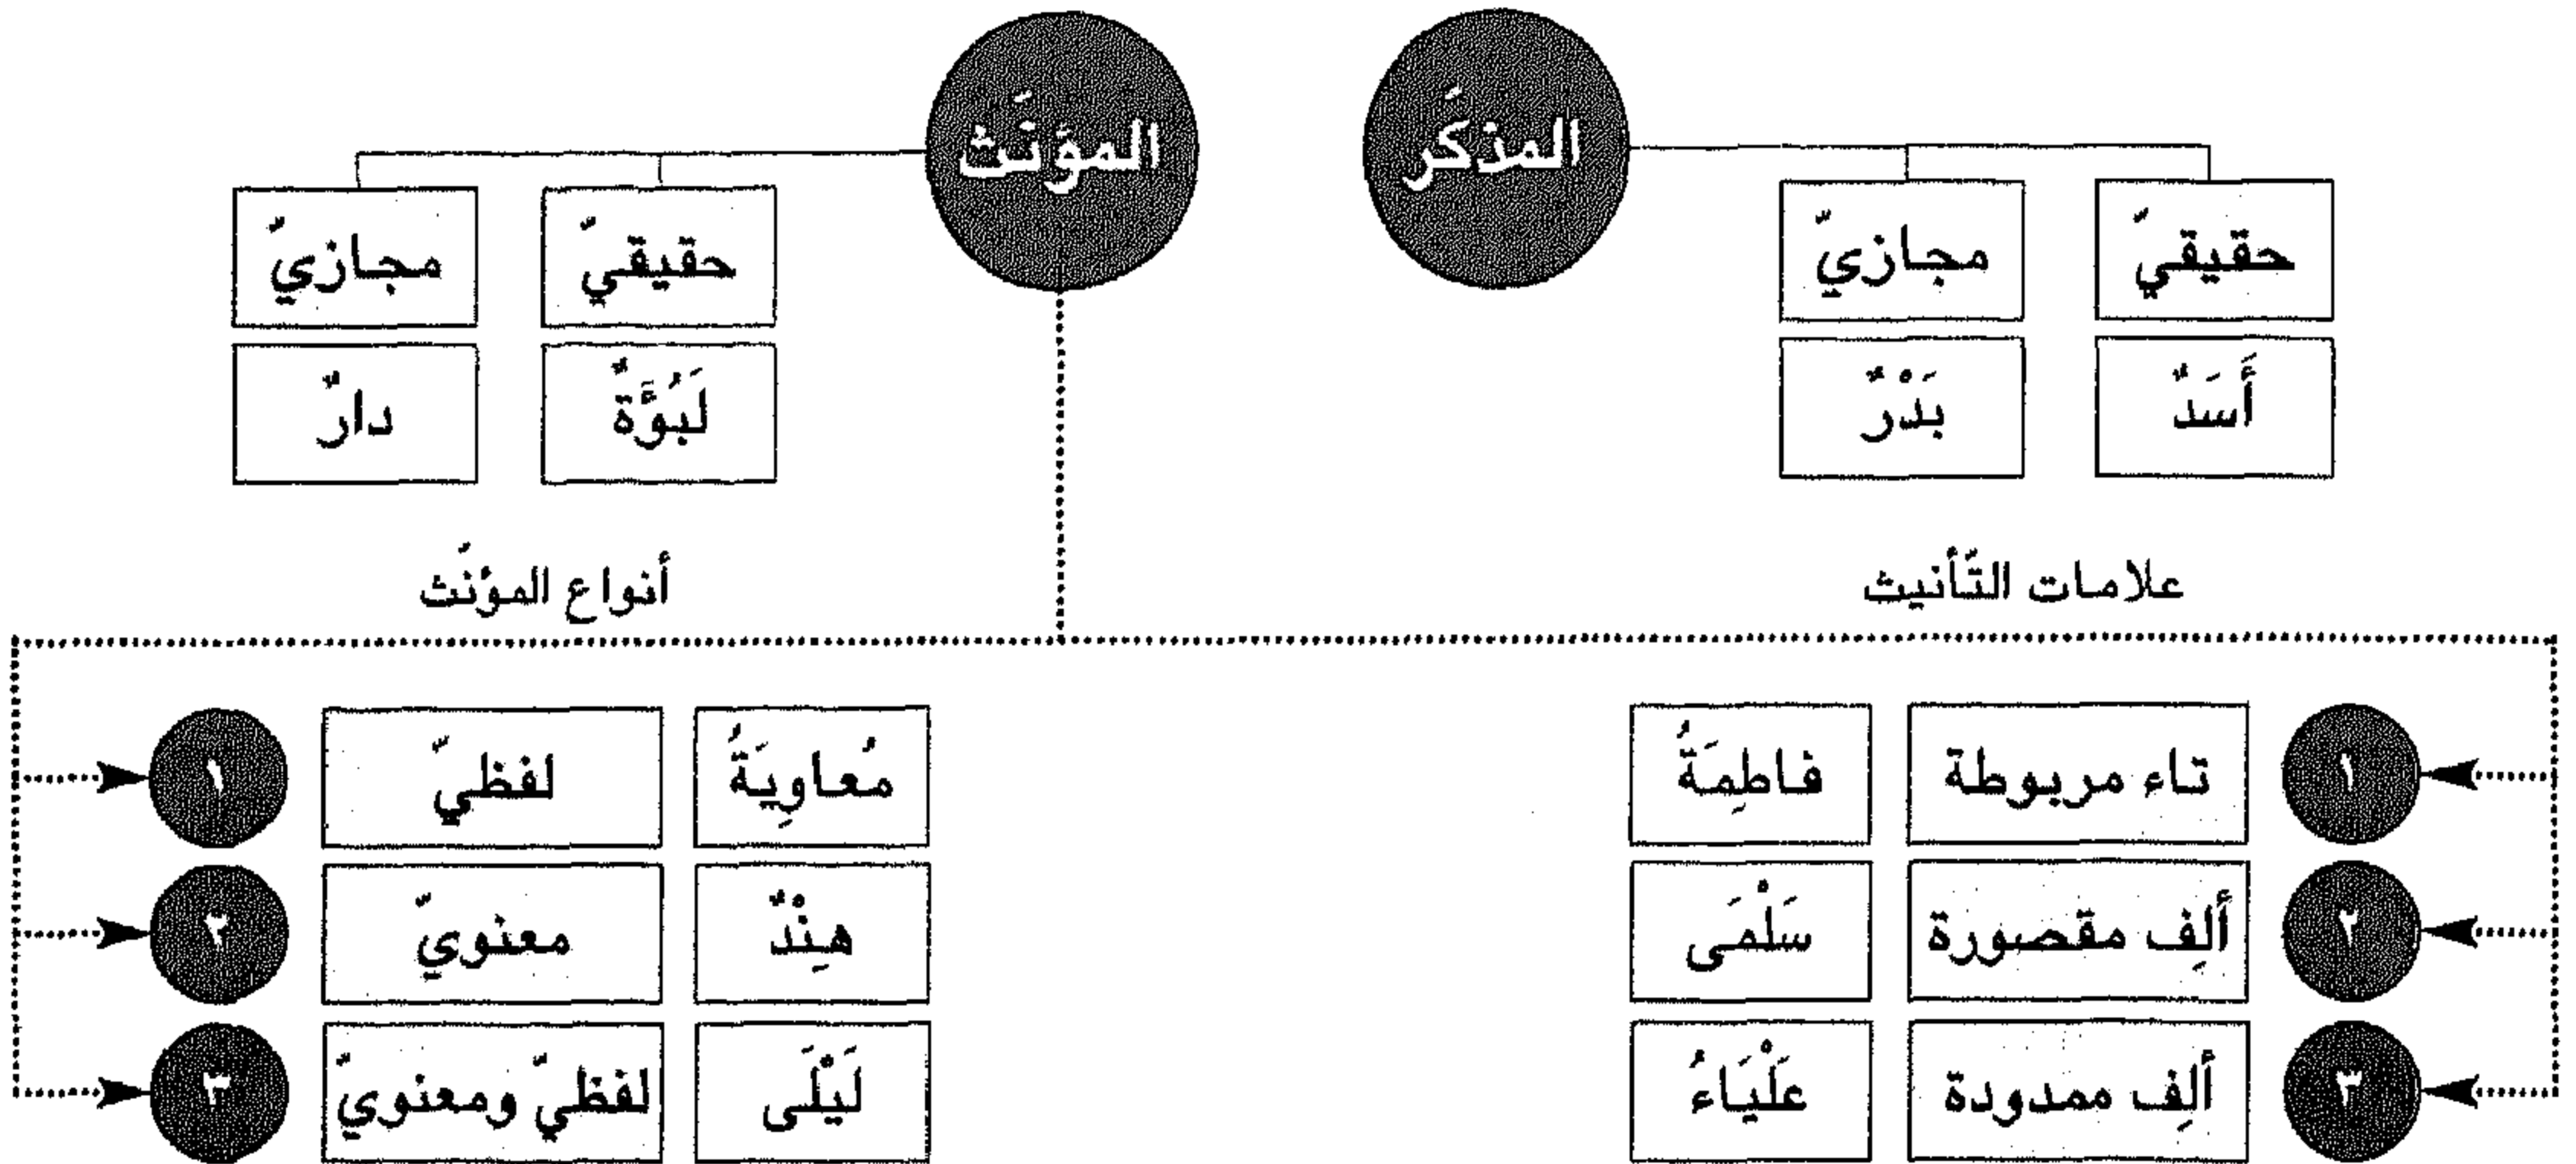 المذكّر
المؤنّث
حقيقيّ
مجازيّ
أَسَدٌ
بَدْرٌ
حقيقيّ
مجازيّ
لَبُؤَةٌ
دارٌ
علامات التّأنيث
١ تاء مربوطة فاطِمَةُ
٢ ألِف مقصورة سَلْمَى
٣ ألِف ممدودة عَلْيَاءُ
أنواع المؤنّث
مُعاوِيَةُ لفظيّ ١
هِنْدٌ معنويّ ٢
لَيْلَى لفظيّ ومعنويّ ٣